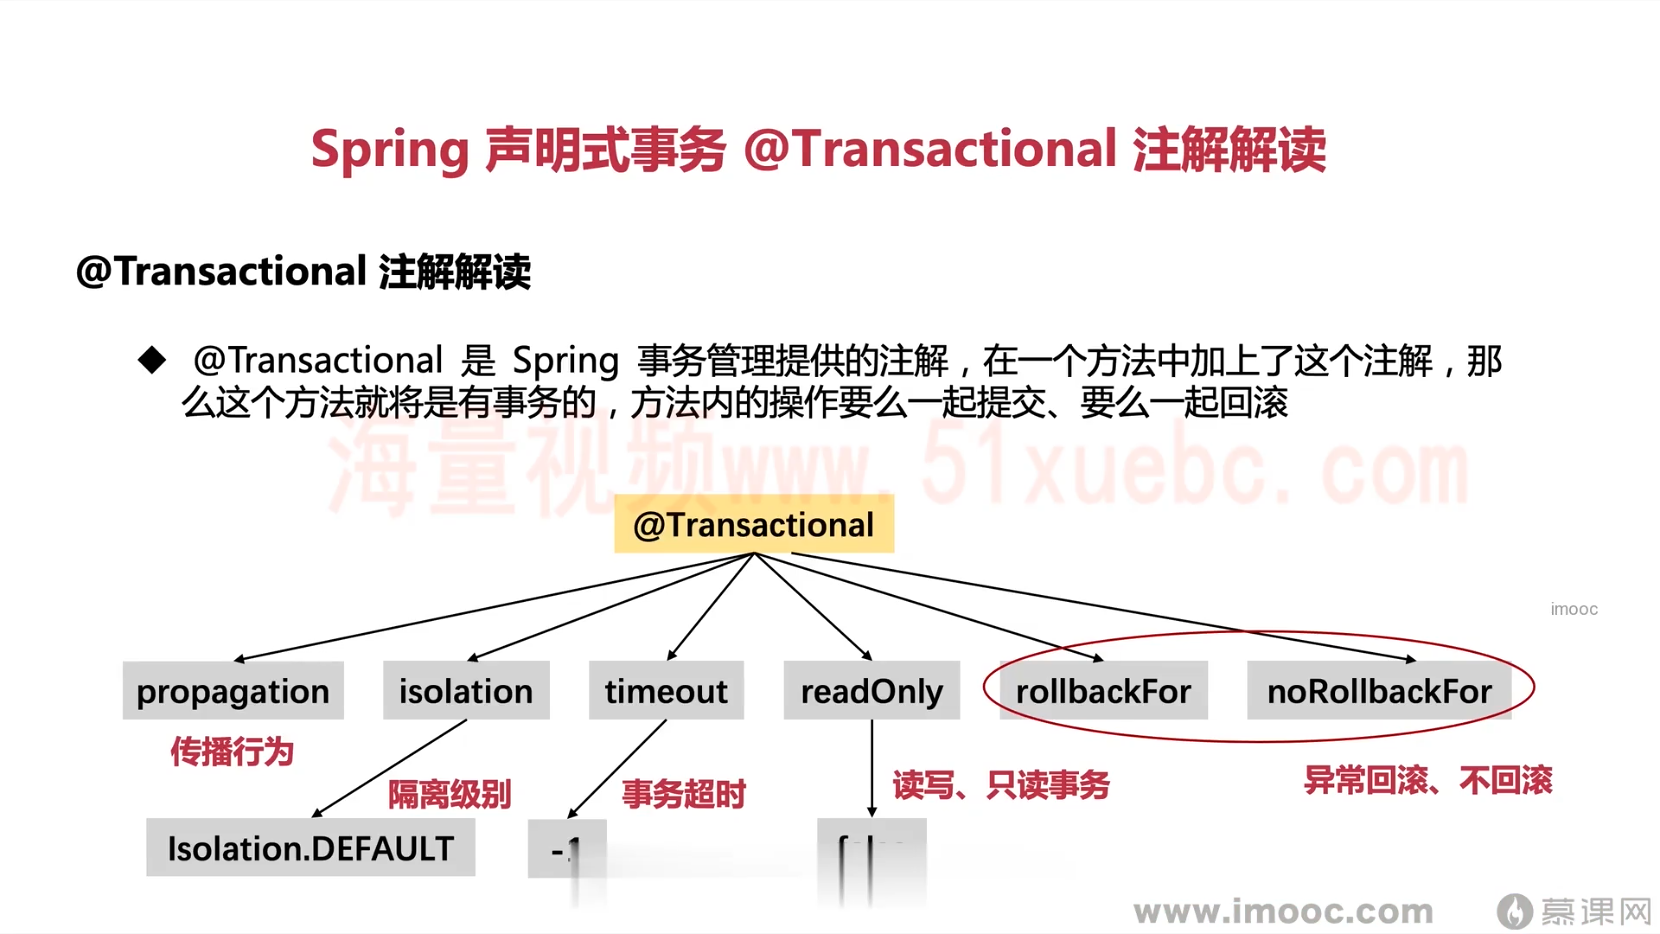 Spring 声明式事务 @Transactional 注解解读
@Transactional 注解解读
◆ @Transactional 是 Spring 事务管理提供的注解，在一个方法中加上了这个注解，那
么这个方法就将是有事务的，方法内的操作要么一起提交、要么一起回滚
海量视频www.51xuebc.com
@Transactional
imooc
propagation isolation timeout readOnly rollbackFor noRollbackFor
传播行为
隔离级别 事务超时 读写、只读事务 异常回滚、不回滚
Isolation.DEFAULT -1
www.imooc.com 慕课网